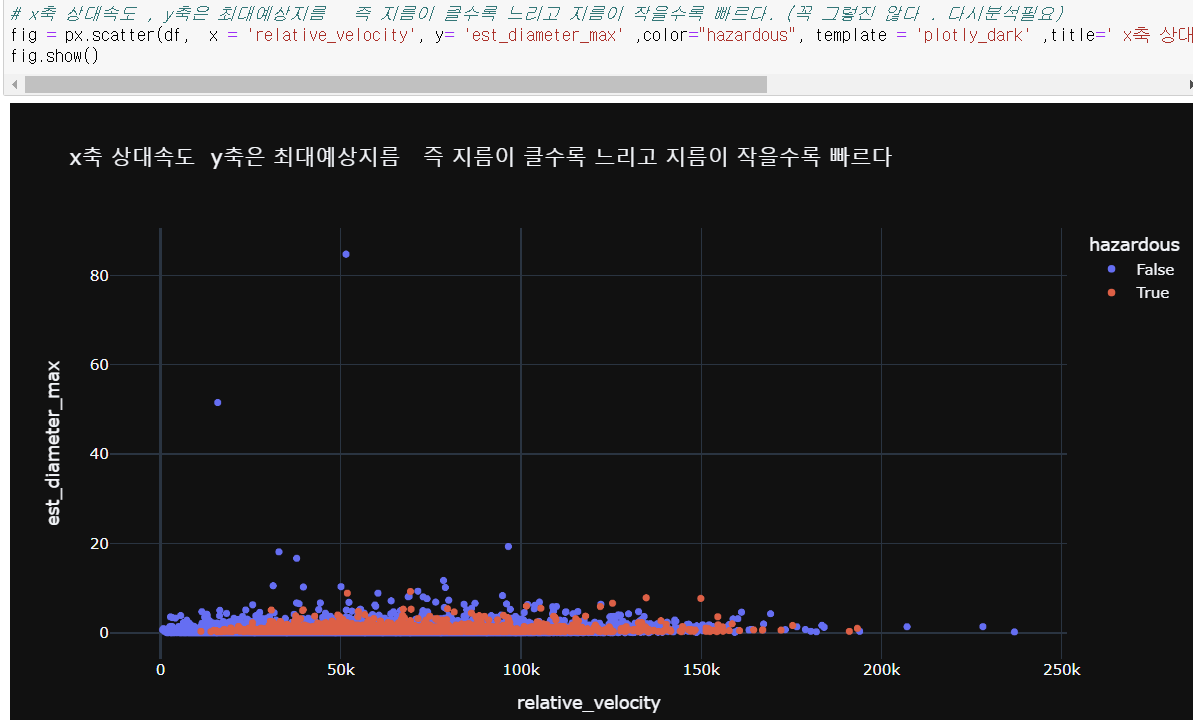 # x축 상대속도 , y축은 최대예상지름   즉 지름이 클수록 느리고 지름이 작을수록 빠르다. (꼭 그렇진 않다 . 다시분석필요)
fig = px.scatter(df,  x = 'relative_velocity', y= 'est_diameter_max' ,color="hazardous", template = 'plotly_dark' ,title=' x축 상대
fig.show()
x축 상대속도  y축은 최대예상지름   즉 지름이 클수록 느리고 지름이 작을수록 빠르다
hazardous
False
True
est_diameter_max
80
60
40
20
0
0
50k
100k
150k
200k
250k
relative_velocity